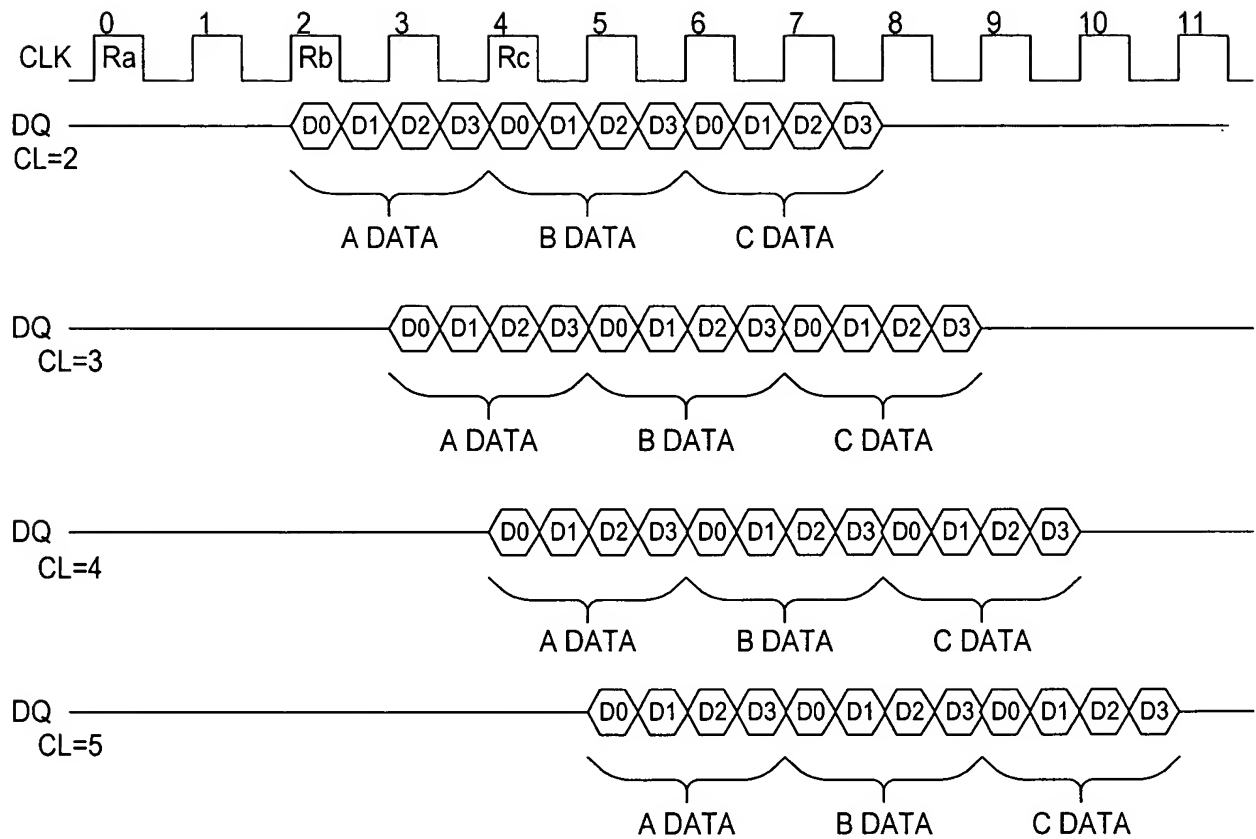 0 1 2 3 4 5 6 7 8 9 10 11
CLK Ra Rb Rc
DQ D0 D1 D2 D3 D0 D1 D2 D3 D0 D1 D2 D3
CL=2
A DATA B DATA C DATA
DQ D0 D1 D2 D3 D0 D1 D2 D3 D0 D1 D2 D3
CL=3
A DATA B DATA C DATA
DQ D0 D1 D2 D3 D0 D1 D2 D3 D0 D1 D2 D3
CL=4
A DATA B DATA C DATA
DQ D0 D1 D2 D3 D0 D1 D2 D3 D0 D1 D2 D3
CL=5
A DATA B DATA C DATA